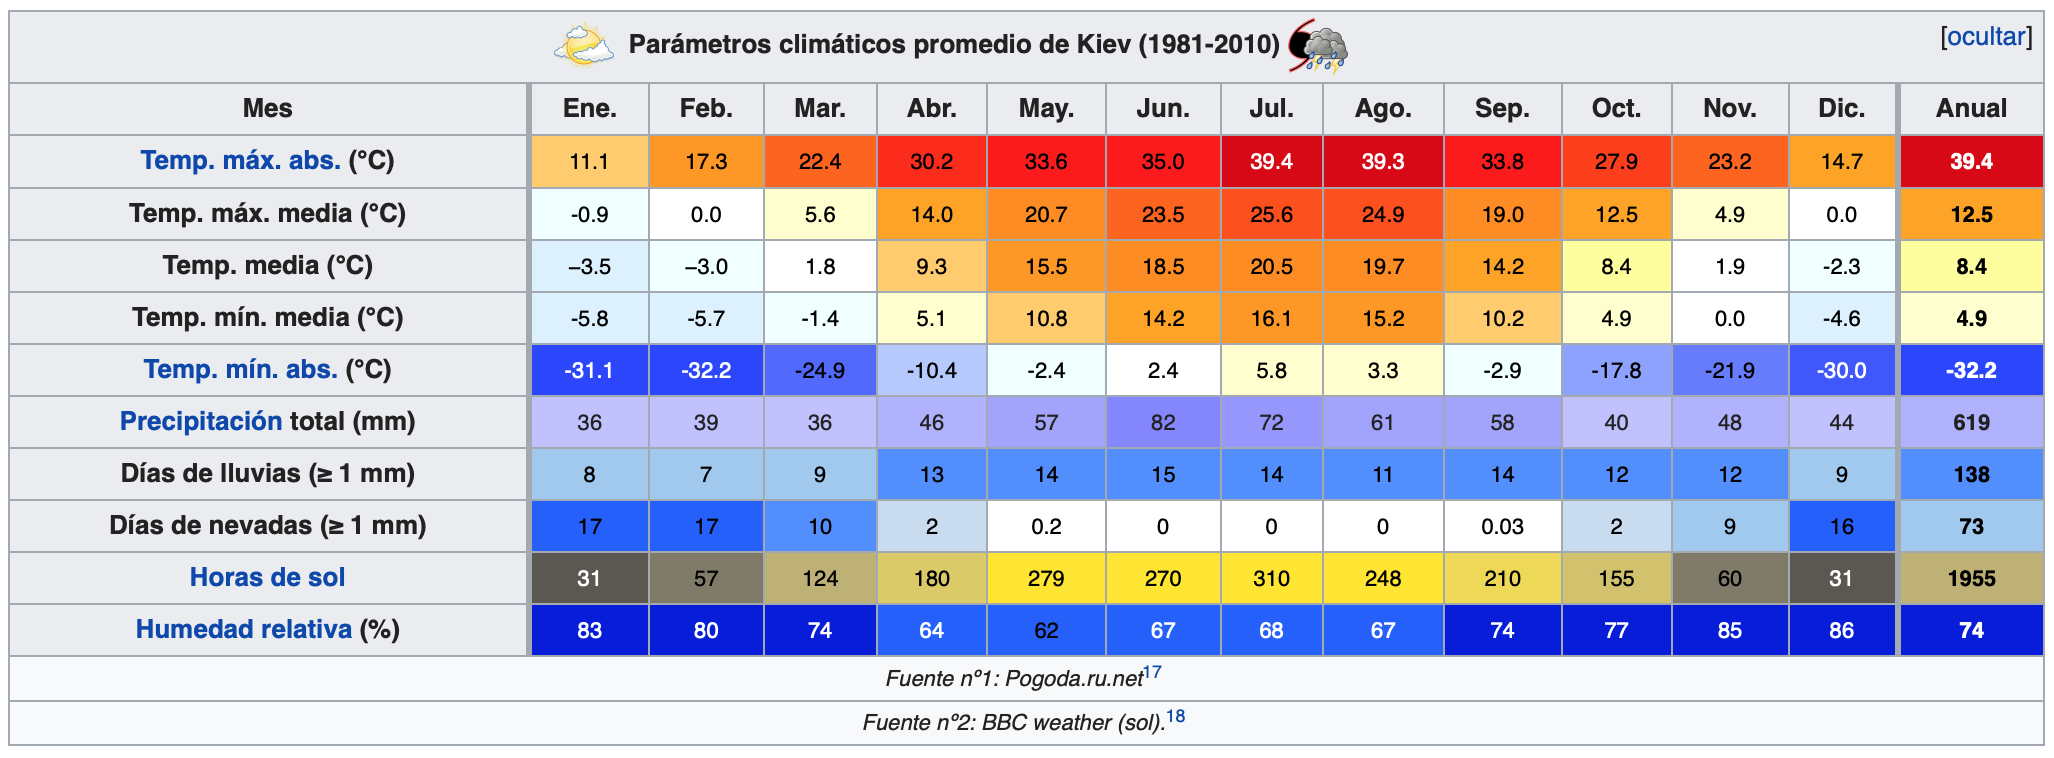 Parámetros climáticos promedio de Kiev (1981-2010) [ocultar]
Mes Ene. Feb. Mar. Abr. May. Jun. Jul. Ago. Sep. Oct. Nov. Dic. Anual
Temp. máx. abs. (°C) 11.1 17.3 22.4 30.2 33.6 35.0 39.4 39.3 33.8 27.9 23.2 14.7 39.4
Temp. máx. media (°C) -0.9 0.0 5.6 14.0 20.7 23.5 25.6 24.9 19.0 12.5 4.9 0.0 12.5
Temp. media (°C) −3.5 −3.0 1.8 9.3 15.5 18.5 20.5 19.7 14.2 8.4 1.9 -2.3 8.4
Temp. mín. media (°C) -5.8 -5.7 -1.4 5.1 10.8 14.2 16.1 15.2 10.2 4.9 0.0 -4.6 4.9
Temp. mín. abs. (°C) -31.1 -32.2 -24.9 -10.4 -2.4 2.4 5.8 3.3 -2.9 -17.8 -21.9 -30.0 -32.2
Precipitación total (mm) 36 39 36 46 57 82 72 61 58 40 48 44 619
Días de lluvias (≥ 1 mm) 8 7 9 13 14 15 14 11 14 12 12 9 138
Días de nevadas (≥ 1 mm) 17 17 10 2 0.2 0 0 0 0.03 2 9 16 73
Horas de sol 31 57 124 180 279 270 310 248 210 155 60 31 1955
Humedad relativa (%) 83 80 74 64 62 67 68 67 74 77 85 86 74
Fuente nº1: Pogoda.ru.net17
Fuente nº2: BBC weather (sol).18